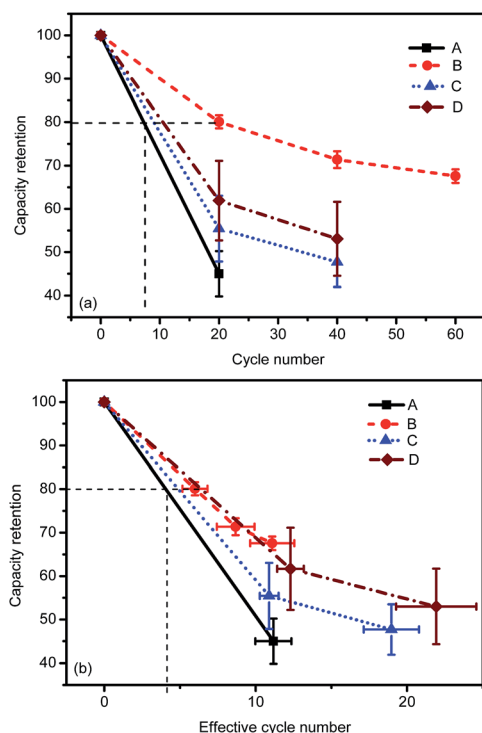 100
90
80
70
60
50
40
Capacity retention
A
B
C
D
(a)
0
10
20
30
40
50
60
Cycle number
100
90
80
70
60
50
40
Capacity retention
A
B
C
D
(b)
0
10
20
Effective cycle number